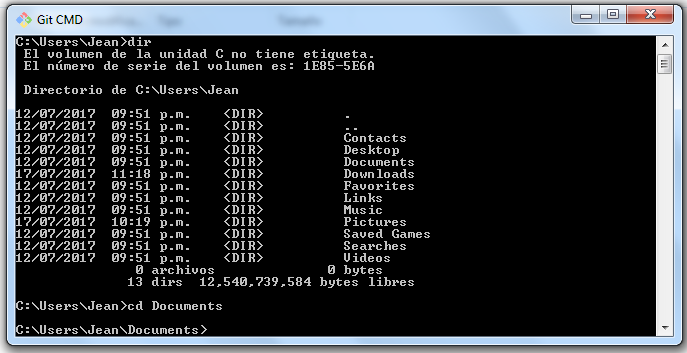 Git CMD
C:\Users\Jean>dir
El volumen de la unidad C no tiene etiqueta.
El número de serie del volumen es: 1E85-5E6A
Directorio de C:\Users\Jean
12/07/2017  09:51 p.m.    <DIR>          .
12/07/2017  09:51 p.m.    <DIR>          ..
12/07/2017  09:51 p.m.    <DIR>          Contacts
12/07/2017  09:51 p.m.    <DIR>          Desktop
12/07/2017  09:51 p.m.    <DIR>          Documents
17/07/2017  11:18 p.m.    <DIR>          Downloads
12/07/2017  09:51 p.m.    <DIR>          Favorites
12/07/2017  09:51 p.m.    <DIR>          Links
12/07/2017  09:51 p.m.    <DIR>          Music
17/07/2017  10:19 p.m.    <DIR>          Pictures
12/07/2017  09:51 p.m.    <DIR>          Saved Games
12/07/2017  09:51 p.m.    <DIR>          Searches
12/07/2017  09:51 p.m.    <DIR>          Videos
0 archivos              0 bytes
13 dirs  12,540,739,584 bytes libres
C:\Users\Jean>cd Documents
C:\Users\Jean\Documents>